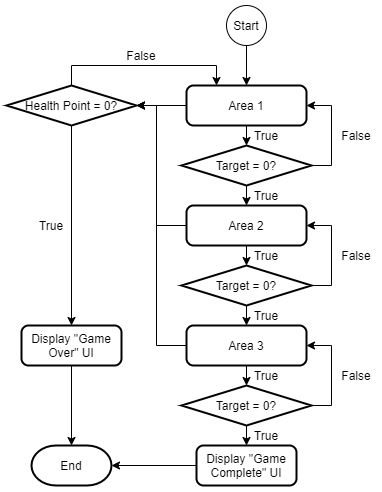 Start
False
Health Point = 0?
Area 1
True
False
Target = 0?
True
True
Area 2
True
False
Target = 0?
True
Display "Game
Over" UI
Area 3
True
False
Target = 0?
True
End
Display "Game
Complete" UI